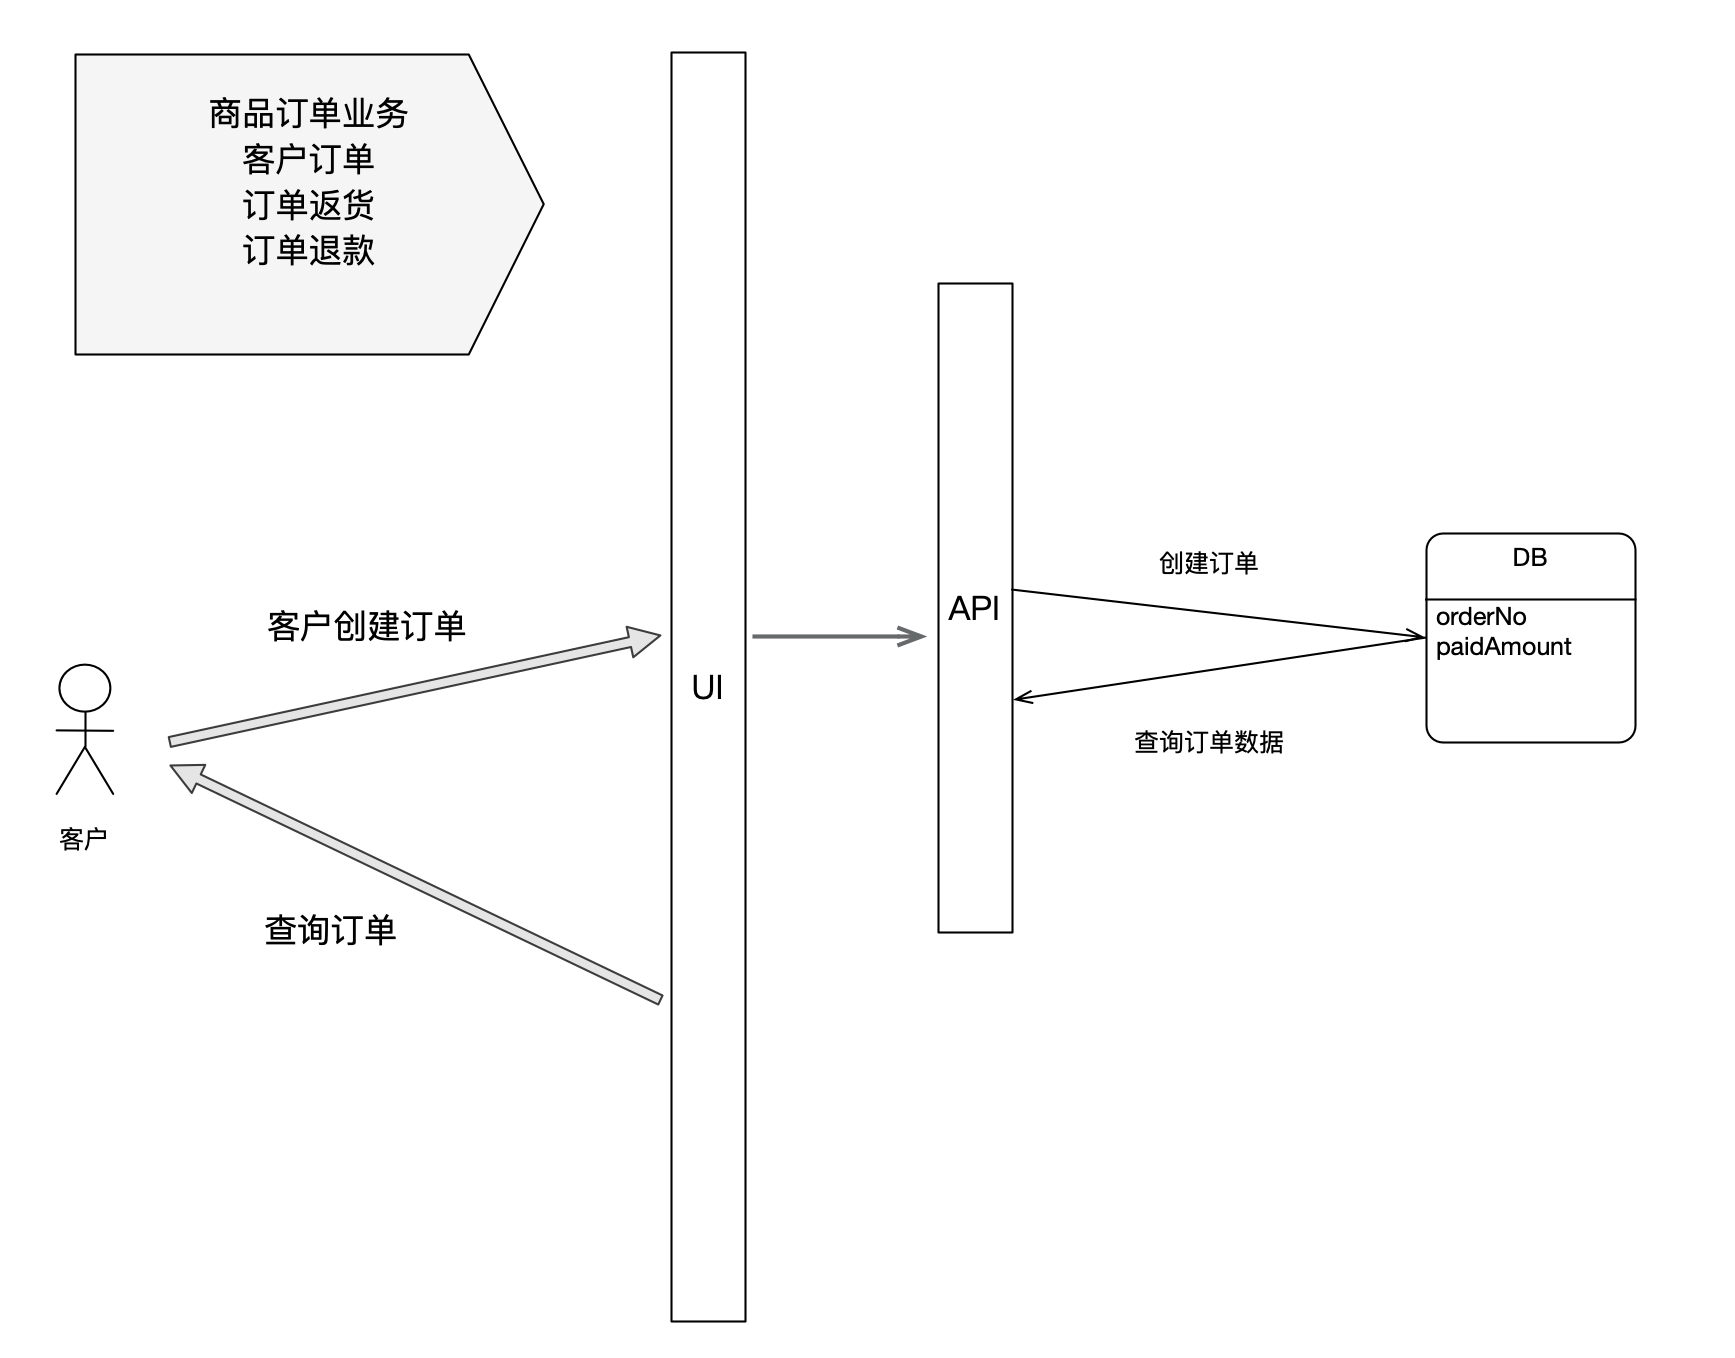 商品订单业务
客户订单
订单返货
订单退款
客户创建订单
客户
查询订单
UI
API
创建订单
查询订单数据
DB
orderNo
paidAmount